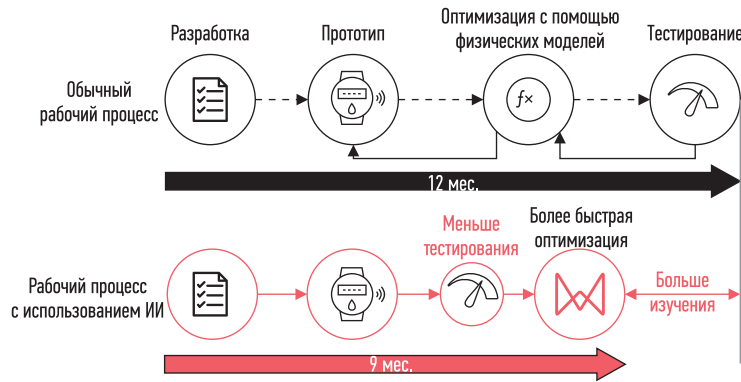 Разработка
Прототип
Оптимизация с помощью
физических моделей
Тестирование
Обычный
рабочий процесс
fx
12 мес.
Меньше
тестирования
Более быстрая
оптимизация
Рабочий процесс
с использованием ИИ
Больше
изучения
9 мес.